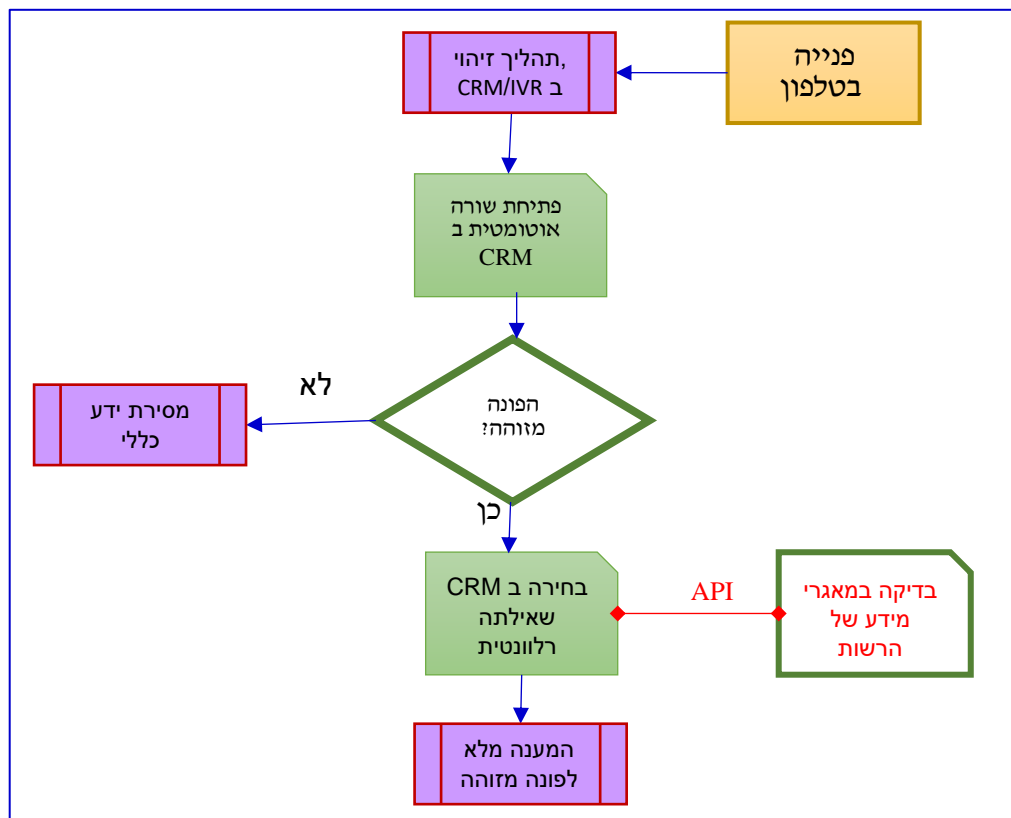 פנייה
בטלפון
תהליך זיהוי,
ב CRM/IVR
פתיחת שורה
אוטומטית ב
CRM
הפונה
מזוהה?
לא
מסירת ידע
כללי
כן
בחירה ב CRM
שאילתה
רלוונטית
API
בדיקה במאגרי
מידע של
הרשות
המענה מלא
לפונה מזוהה